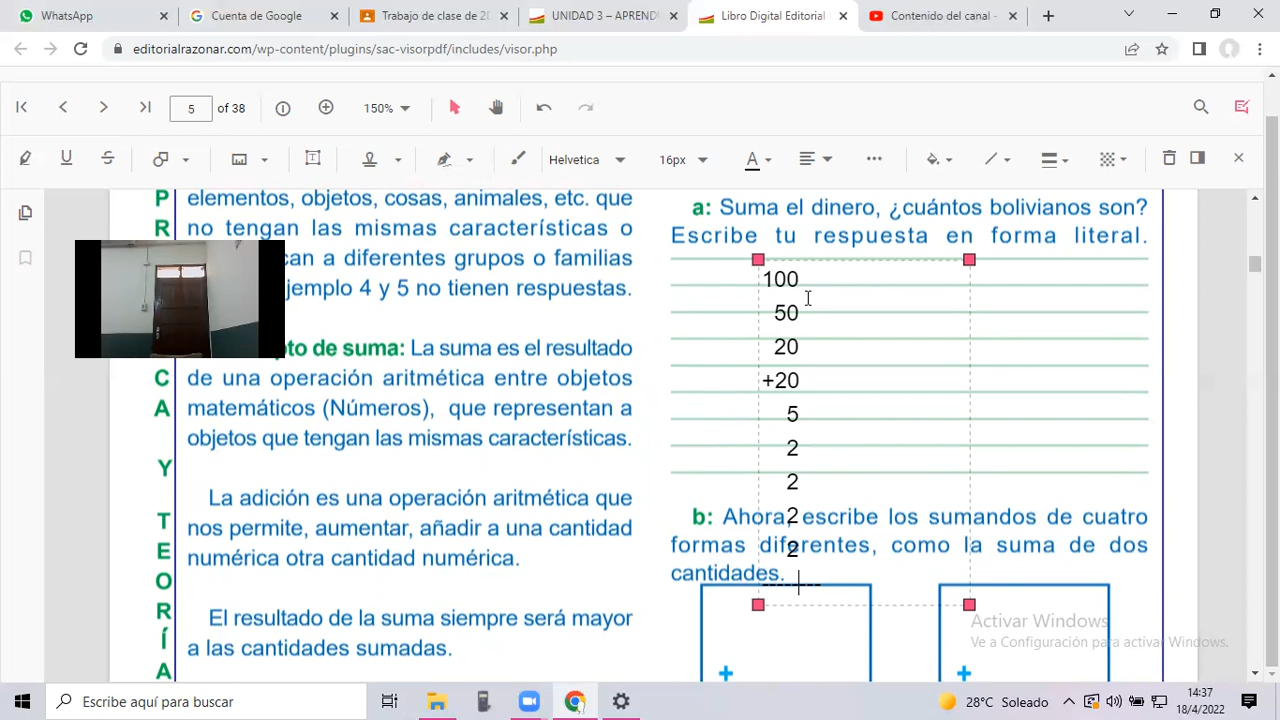 WhatsApp
Cuenta de Google
Trabajo de clase de 2D
UNIDAD 3 – APREND
Libro Digital Editorial
Contenido del canal -
editorialrazonar.com/wp-content/plugins/sac-visorpdf/includes/visor.php
5 of 38
150%
Helvetica
16px
P
R
C
A
Y
T
E
O
R
Í
A
elementos, objetos, cosas, animales, etc. que
no tengan las mismas características o
can a diferentes grupos o familias
jemplo 4 y 5 no tienen respuestas.
pto de suma: La suma es el resultado
de una operación aritmética entre objetos
matemáticos (Números), que representan a
objetos que tengan las mismas características.
La adición es una operación aritmética que
nos permite, aumentar, añadir a una cantidad
numérica otra cantidad numérica.
El resultado de la suma siempre será mayor
a las cantidades sumadas.
a: Suma el dinero, ¿cuántos bolivianos son?
Escribe tu respuesta en forma literal.
100
50
20
+20
5
2
2
2
2
b: Ahora, escribe los sumandos de cuatro
formas diferentes, como la suma de dos
cantidades.
+
+
Activar Windows
Ve a Configuración para activar Windows.
Escribe aquí para buscar
28°C Soleado
14:37
18/4/2022